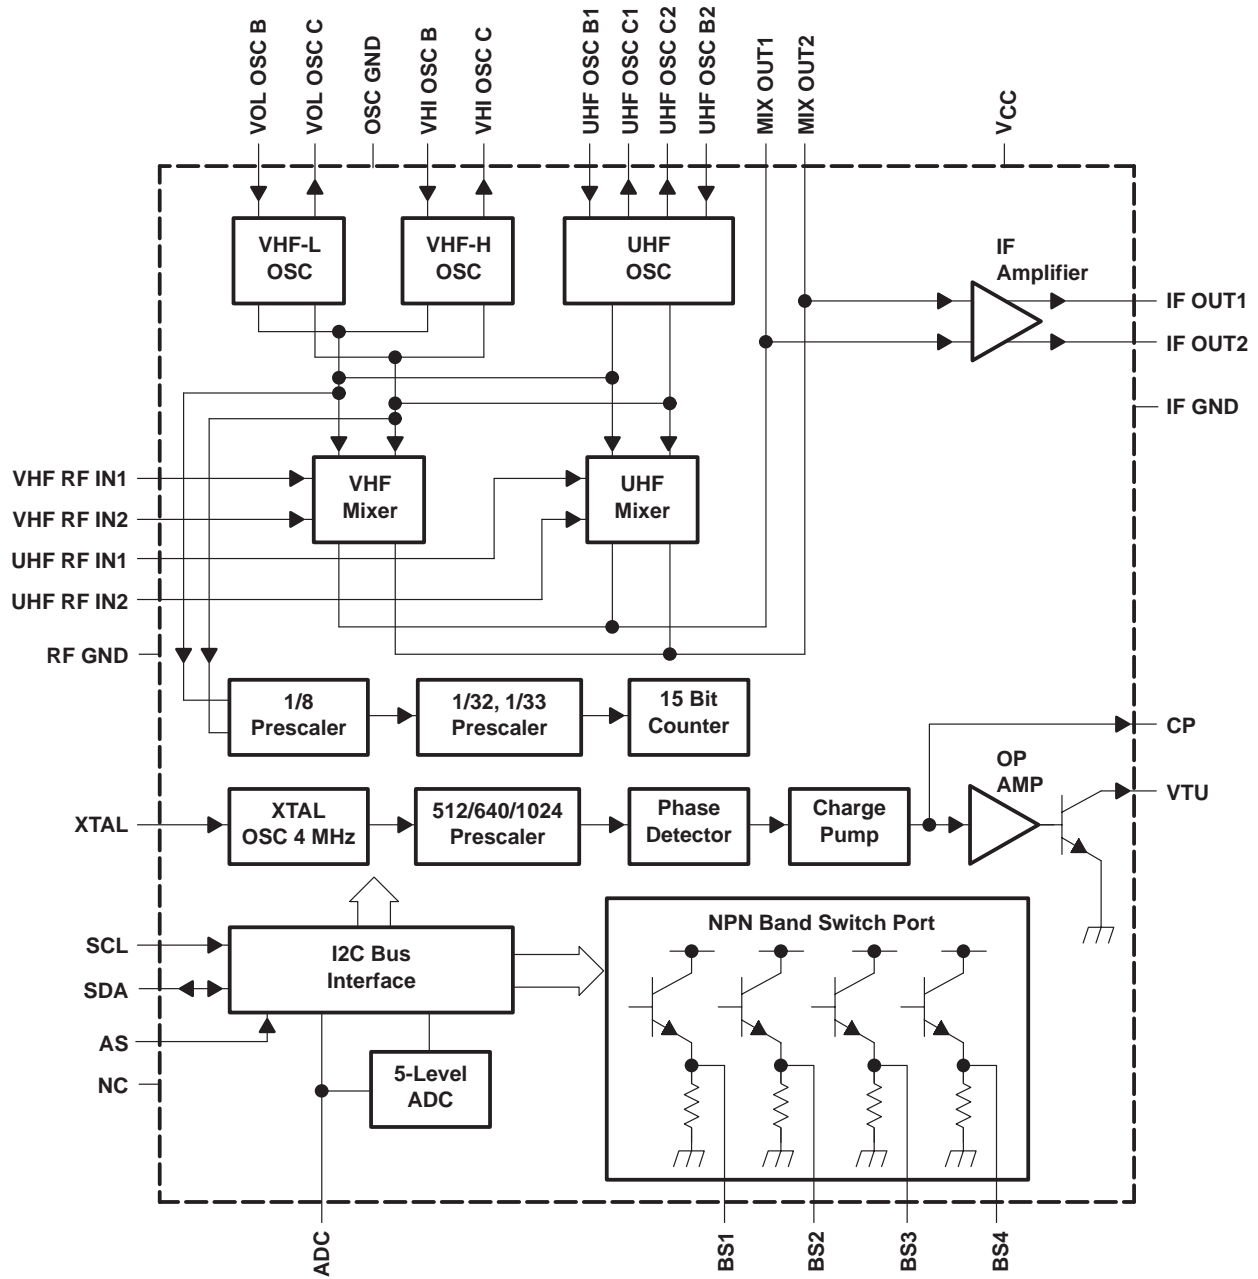 VOL OSC B
VOL OSC C
OSC GND
VHI OSC B
VHI OSC C
UHF OSC B1
UHF OSC C1
UHF OSC C2
UHF OSC B2
MIX OUT1
MIX OUT2
VCC
VHF-L
OSC
VHF-H
OSC
UHF
OSC
IF
Amplifier
IF OUT1
IF OUT2
IF GND
VHF RF IN1
VHF RF IN2
UHF RF IN1
UHF RF IN2
RF GND
VHF
Mixer
UHF
Mixer
1/8
Prescaler
1/32, 1/33
Prescaler
15 Bit
Counter
CP
OP
AMP
VTU
XTAL
XTAL
OSC 4 MHz
512/640/1024
Prescaler
Phase
Detector
Charge
Pump
SCL
SDA
AS
NC
I2C Bus
Interface
5-Level
ADC
NPN Band Switch Port
ADC
BS1
BS2
BS3
BS4